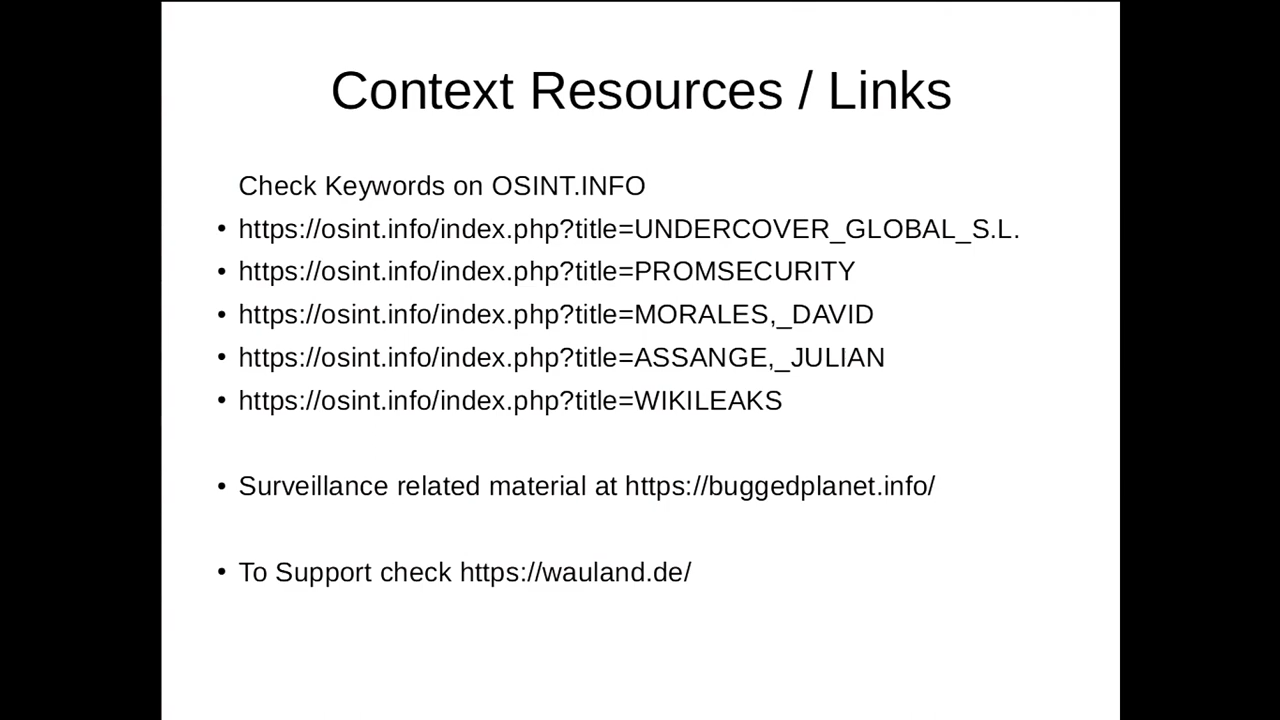 Context Resources / Links
Check Keywords on OSINT.INFO
• https://osint.info/index.php?title=UNDERCOVER_GLOBAL_S.L.
• https://osint.info/index.php?title=PROMSECURITY
• https://osint.info/index.php?title=MORALES,_DAVID
• https://osint.info/index.php?title=ASSANGE,_JULIAN
• https://osint.info/index.php?title=WIKILEAKS
• Surveillance related material at https://buggedplanet.info/
• To Support check https://wauland.de/